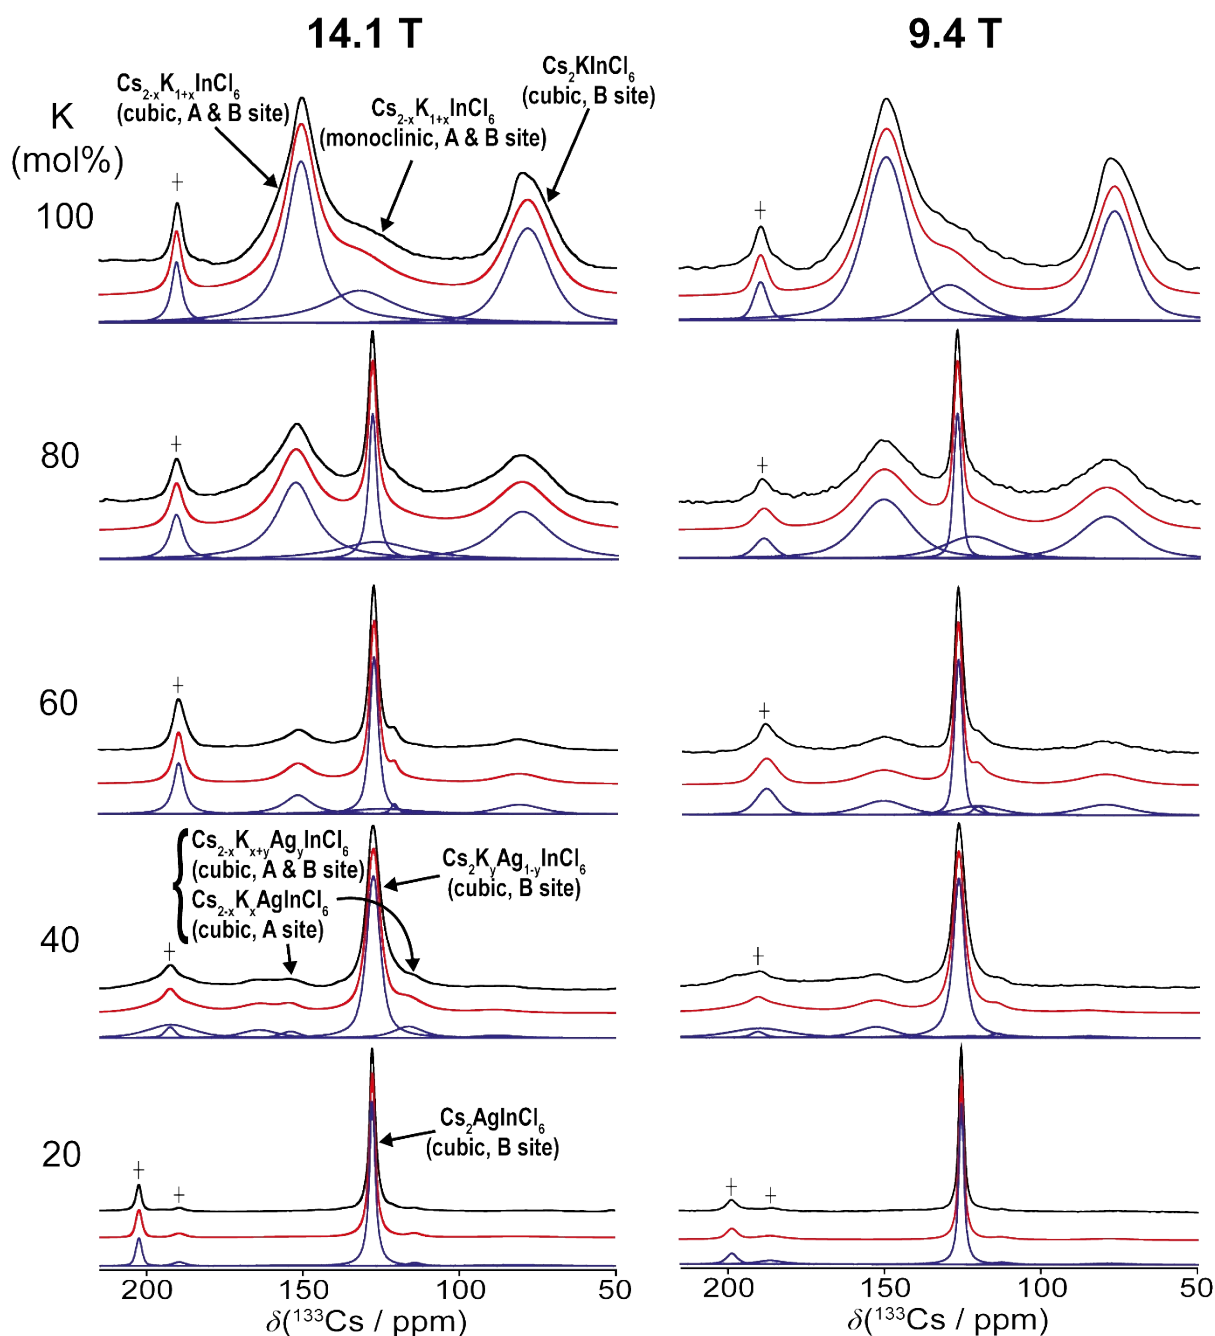 14.1 T
9.4 T
K
(mol%)
100
80
60
40
20
Cs₂₋ₓK₁₊ₓInCl₆
(cubic, A & B site)
Cs₂₋ₓK₁₊ₓInCl₆
(monoclinic, A & B site)
Cs₂KInCl₆
(cubic, B site)
+
+
+
+
+
+
{ Cs₂₋ₓKₓ₊yAgyInCl₆
(cubic, A & B site)
Cs₂₋ₓKₓAgInCl₆
(cubic, A site)
Cs₂KyAg₁₋yInCl₆
(cubic, B site)
+
+
Cs₂AgInCl₆
(cubic, B site)
+ +
+ +
200 150 100 50
200 150 100 50
δ(¹³³Cs / ppm)
δ(¹³³Cs / ppm)